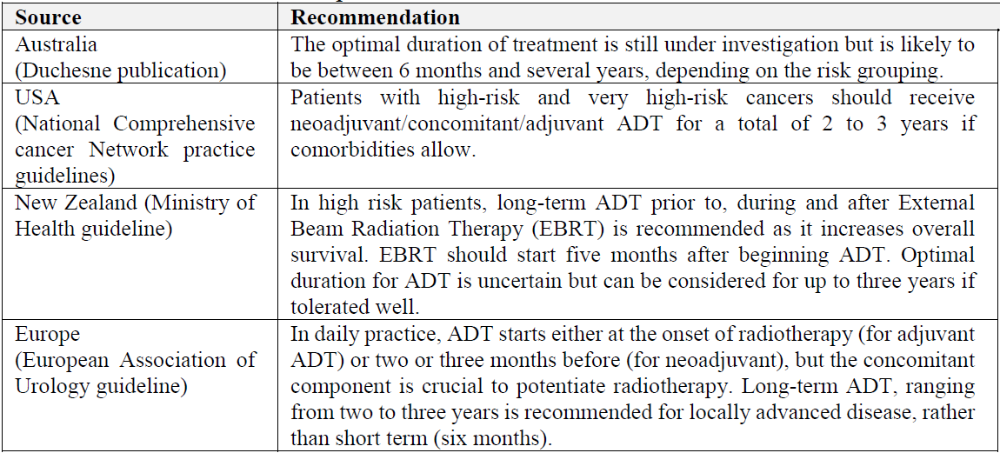 Source
Recommendation
Australia
(Duchesne publication)
The optimal duration of treatment is still under investigation but is likely to
be between 6 months and several years, depending on the risk grouping.
USA
(National Comprehensive
cancer Network practice
guidelines)
Patients with high-risk and very high-risk cancers should receive
neoadjuvant/concomitant/adjuvant ADT for a total of 2 to 3 years if
comorbidities allow.
New Zealand (Ministry of
Health guideline)
In high risk patients, long-term ADT prior to, during and after External
Beam Radiation Therapy (EBRT) is recommended as it increases overall
survival. EBRT should start five months after beginning ADT. Optimal
duration for ADT is uncertain but can be considered for up to three years if
tolerated well.
Europe
(European Association of
Urology guideline)
In daily practice, ADT starts either at the onset of radiotherapy (for adjuvant
ADT) or two or three months before (for neoadjuvant), but the concomitant
component is crucial to potentiate radiotherapy. Long-term ADT, ranging
from two to three years is recommended for locally advanced disease, rather
than short term (six months).